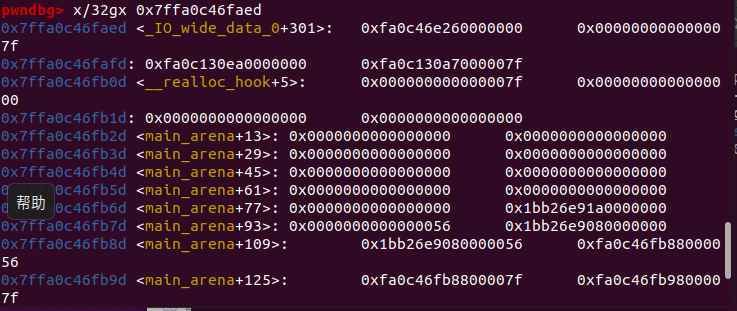 pwndbg> x/32gx 0x7ffa0c46faed
0x7ffa0c46faed <_IO_wide_data_0+301>: 0xfa0c46e260000000 0x000000000000007f
0x7ffa0c46fafd: 0xfa0c130ea0000000 0xfa0c130a7000007f
0x7ffa0c46fb0d <__realloc_hook+5>: 0x000000000000007f 0x0000000000000000
0x7ffa0c46fb1d: 0x0000000000000000 0x0000000000000000
0x7ffa0c46fb2d <main_arena+13>: 0x0000000000000000 0x0000000000000000
0x7ffa0c46fb3d <main_arena+29>: 0x0000000000000000 0x0000000000000000
0x7ffa0c46fb4d <main_arena+45>: 0x0000000000000000 0x0000000000000000
<main_arena+61>: 0x0000000000000000 0x0000000000000000
帮助
c46fb6d <main_arena+77>: 0x0000000000000000 0x1bb26e91a0000000
0x7ffa0c46fb7d <main_arena+93>: 0x0000000000000056 0x1bb26e9080000000
0x7ffa0c46fb8d <main_arena+109>: 0x1bb26e9080000056 0xfa0c46fb88000056
0x7ffa0c46fb9d <main_arena+125>: 0xfa0c46fb8800007f 0xfa0c46fb9800007f